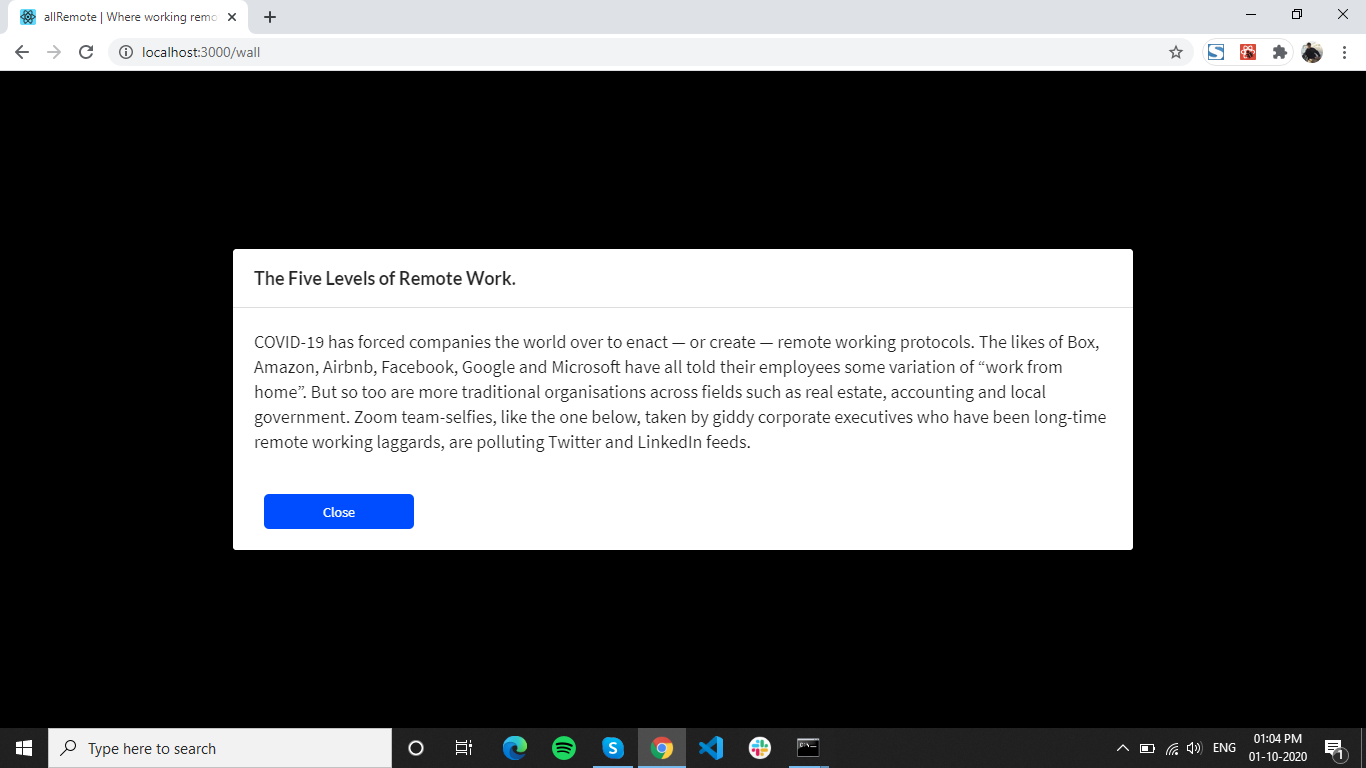 allRemote | Where working remo
localhost:3000/wall
The Five Levels of Remote Work.
COVID-19 has forced companies the world over to enact — or create — remote working protocols. The likes of Box,
Amazon, Airbnb, Facebook, Google and Microsoft have all told their employees some variation of “work from
home”. But so too are more traditional organisations across fields such as real estate, accounting and local
government. Zoom team-selfies, like the one below, taken by giddy corporate executives who have been long-time
remote working laggards, are polluting Twitter and LinkedIn feeds.
Close
Type here to search
ENG
01:04 PM
01-10-2020
1